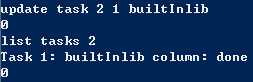 update task 2 1 builtInlib
0
list tasks 2
Task 1: builtInlib column: done
0